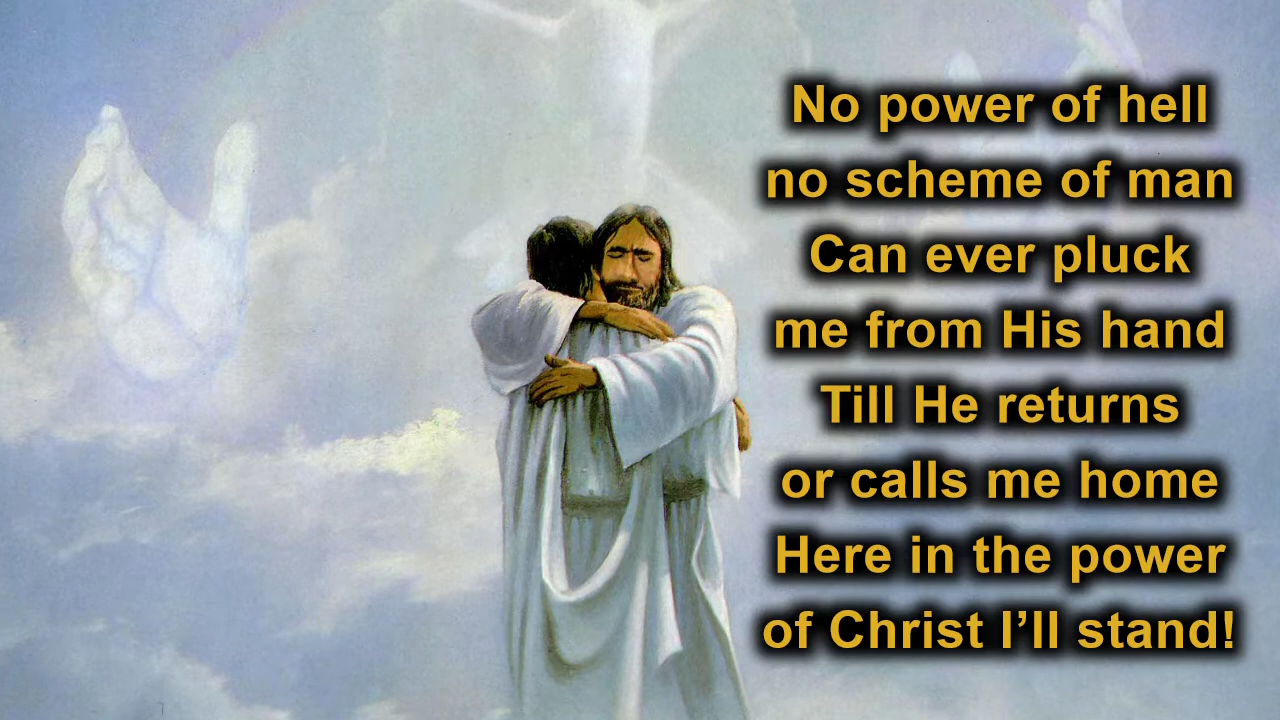 No power of hell
no scheme of man
Can ever pluck
me from His hand
Till He returns
or calls me home
Here in the power
of Christ I’ll stand!